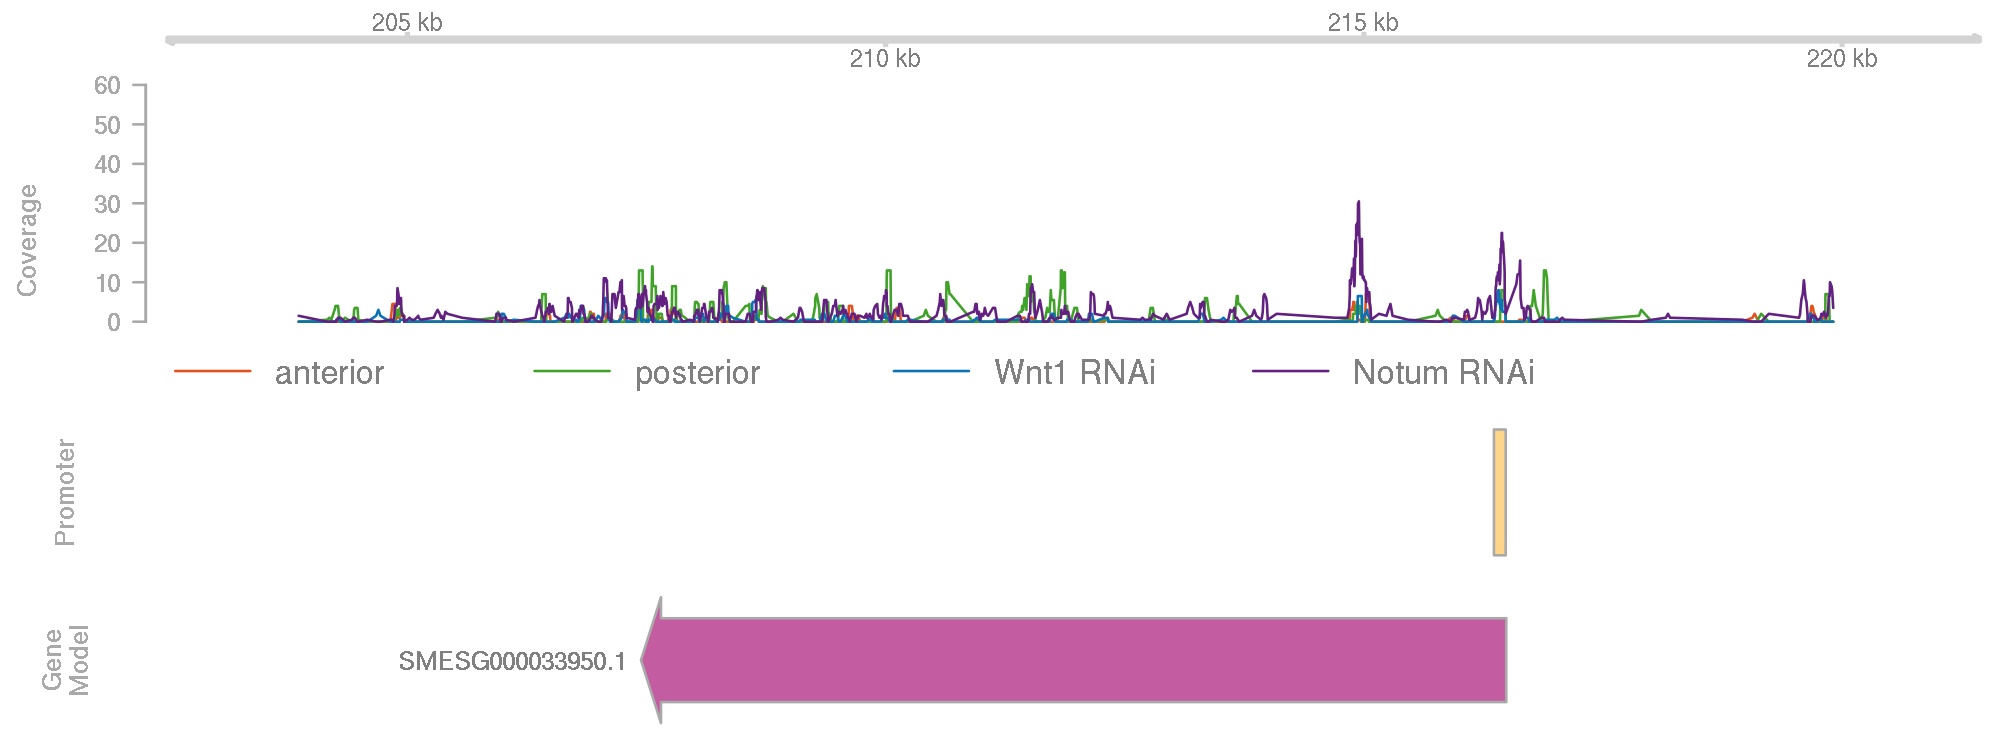 205 kb
215 kb
210 kb
220 kb
60
50
40
30
20
10
0
Coverage
anterior
posterior
Wnt1 RNAi
Notum RNAi
Promoter
Gene
Model
SMESG000033950.1